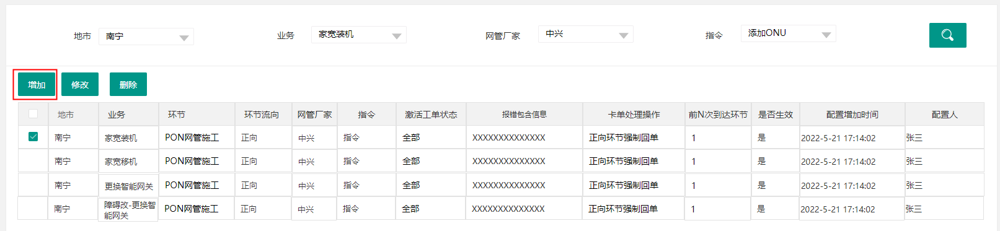 地市 南宁 业务 家宽装机 网管厂家 中兴 指令 添加ONU
增加 修改 删除
地市 业务 环节 环节流向 网管厂家 指令 激活工单状态 报错包含信息 卡单处理操作 前N次到达环节 是否生效 配置增加时间 配置人
南宁 家宽装机 PON网管施工 正向 中兴 指令 全部 XXXXXXXXXXXXXX 正向环节强制回单 1 是 2022-5-21 17:14:02 张三
南宁 家宽移机 PON网管施工 正向 中兴 指令 全部 XXXXXXXXXXXXXX 正向环节强制回单 1 是 2022-5-21 17:14:02 张三
南宁 更换智能网关 PON网管施工 正向 中兴 指令 全部 XXXXXXXXXXXXXX 正向环节强制回单 1 是 2022-5-21 17:14:02 张三
南宁 障碍改-更换智
能网关 PON网管施工 正向 中兴 指令 全部 XXXXXXXXXXXXXX 正向环节强制回单 1 是 2022-5-21 17:14:02 张三